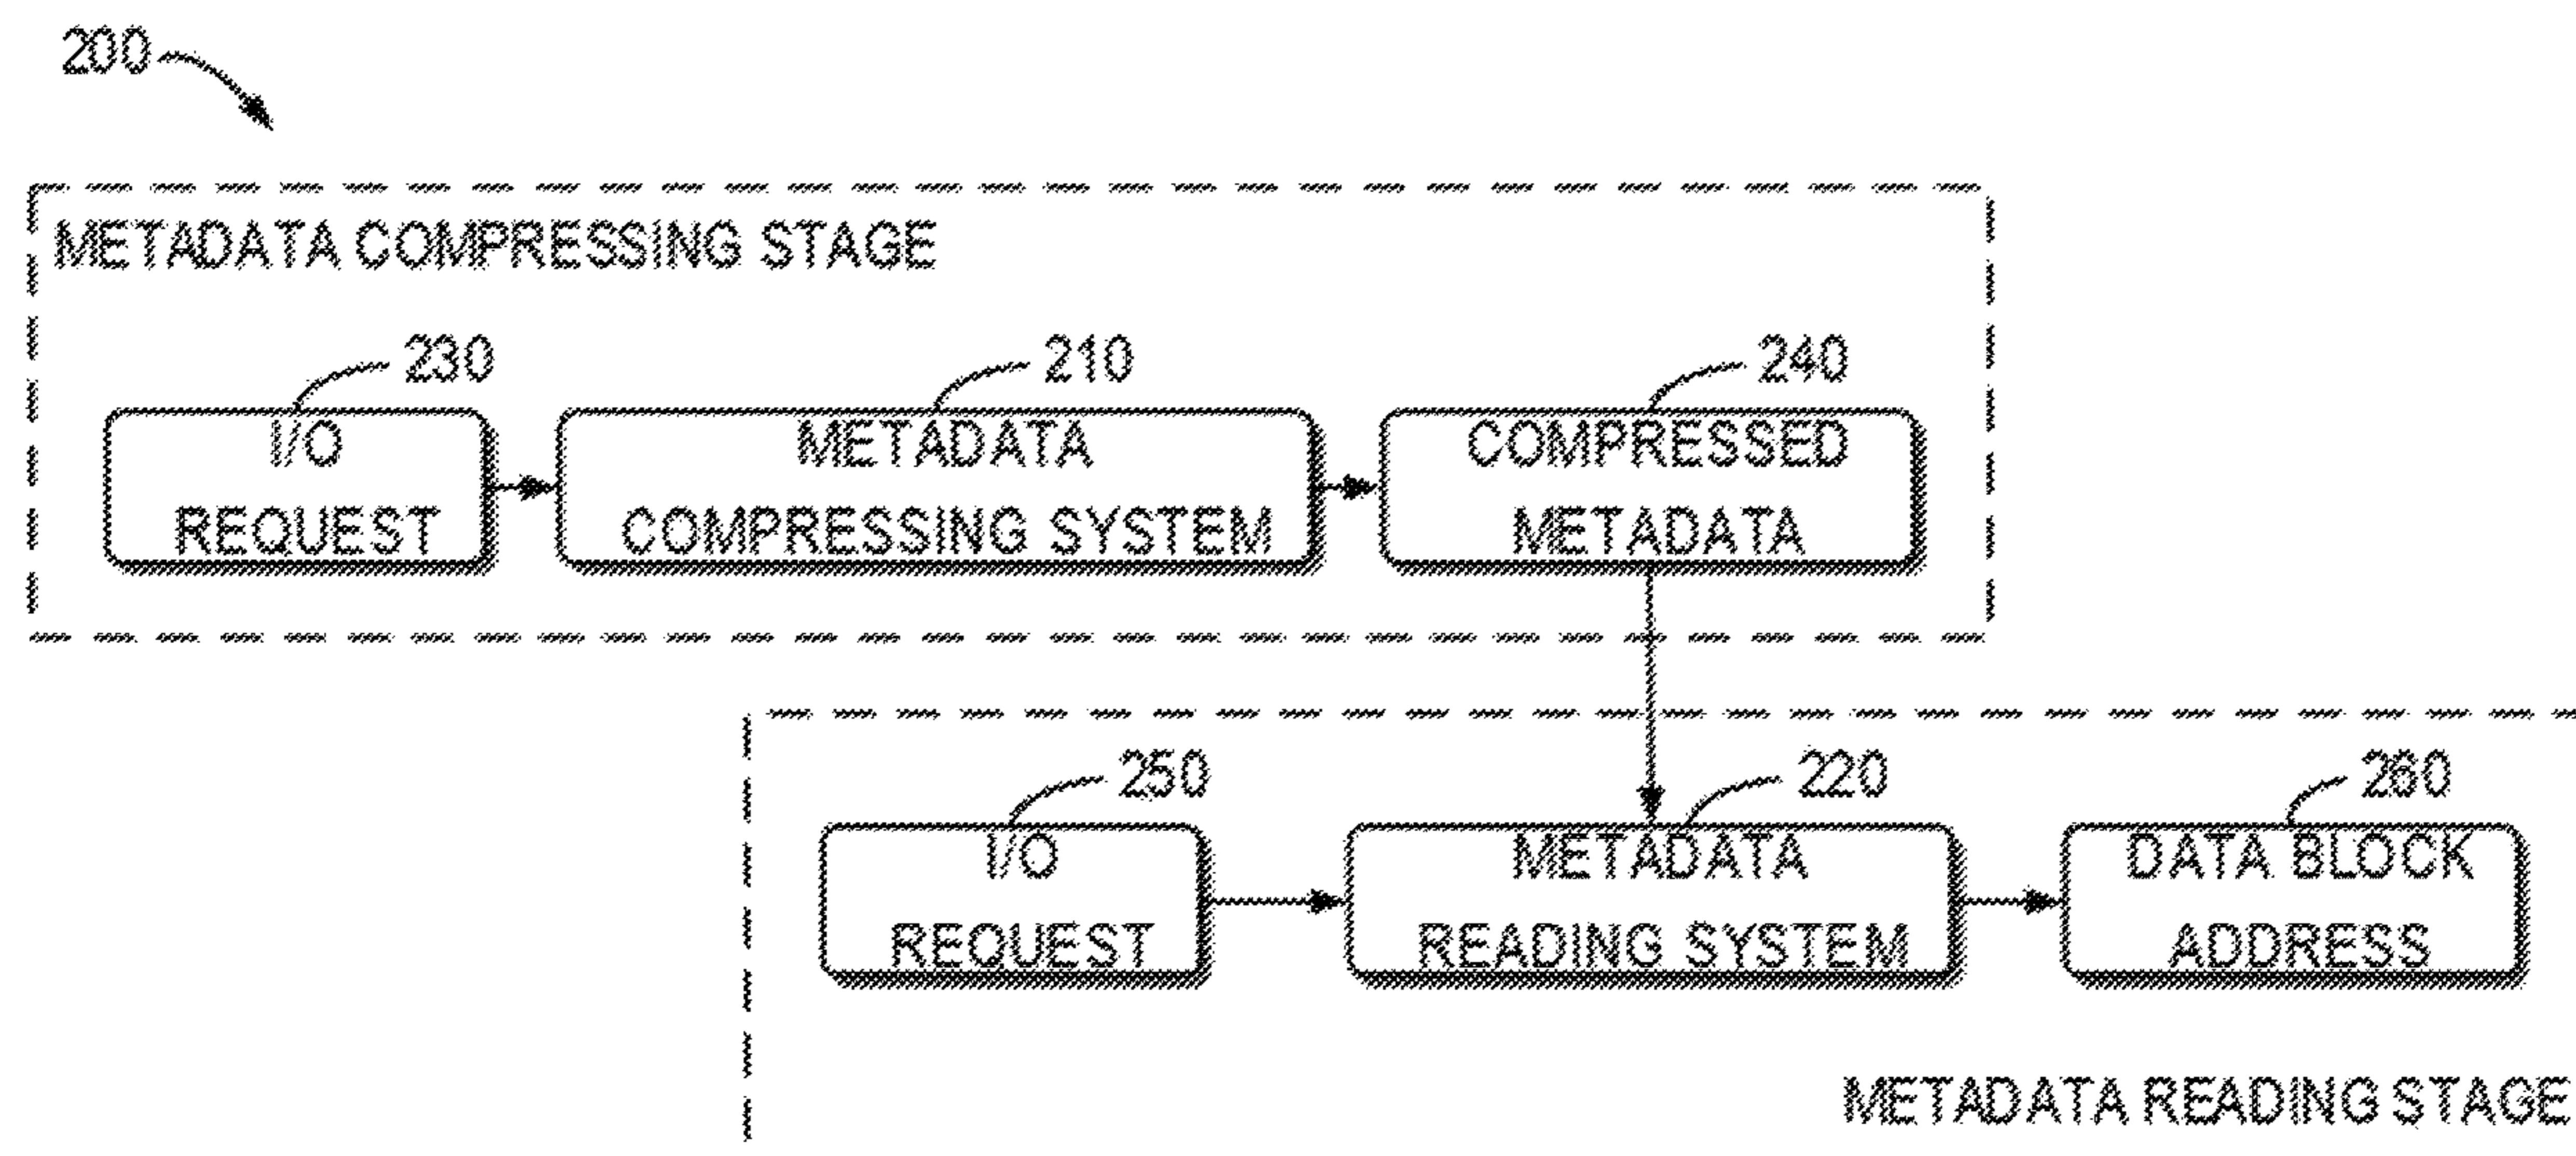 200
METADATA COMPRESSING STAGE
230
210
240
I/O
REQUEST
METADATA
COMPRESSING SYSTEM
COMPRESSED
METADATA
250
220
260
I/O
REQUEST
METADATA
READING SYSTEM
DATA BLOCK
ADDRESS
METADATA READING STAGE